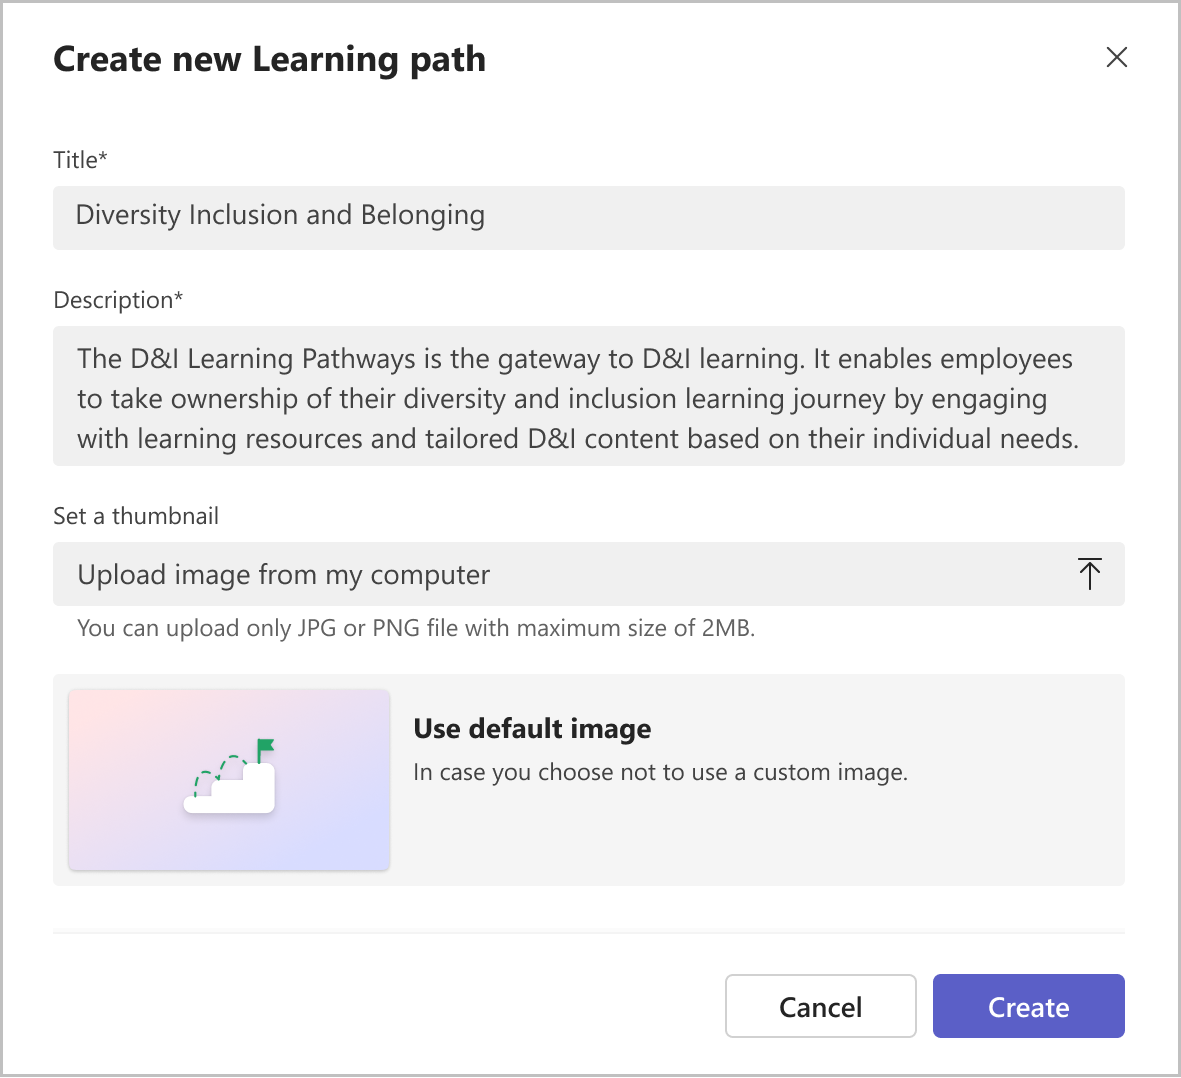 Create new Learning path
Title*
Diversity Inclusion and Belonging
Description*
The D&I Learning Pathways is the gateway to D&I learning. It enables employees
to take ownership of their diversity and inclusion learning journey by engaging
with learning resources and tailored D&I content based on their individual needs.
Set a thumbnail
Upload image from my computer
You can upload only JPG or PNG file with maximum size of 2MB.
Use default image
In case you choose not to use a custom image.
Cancel
Create